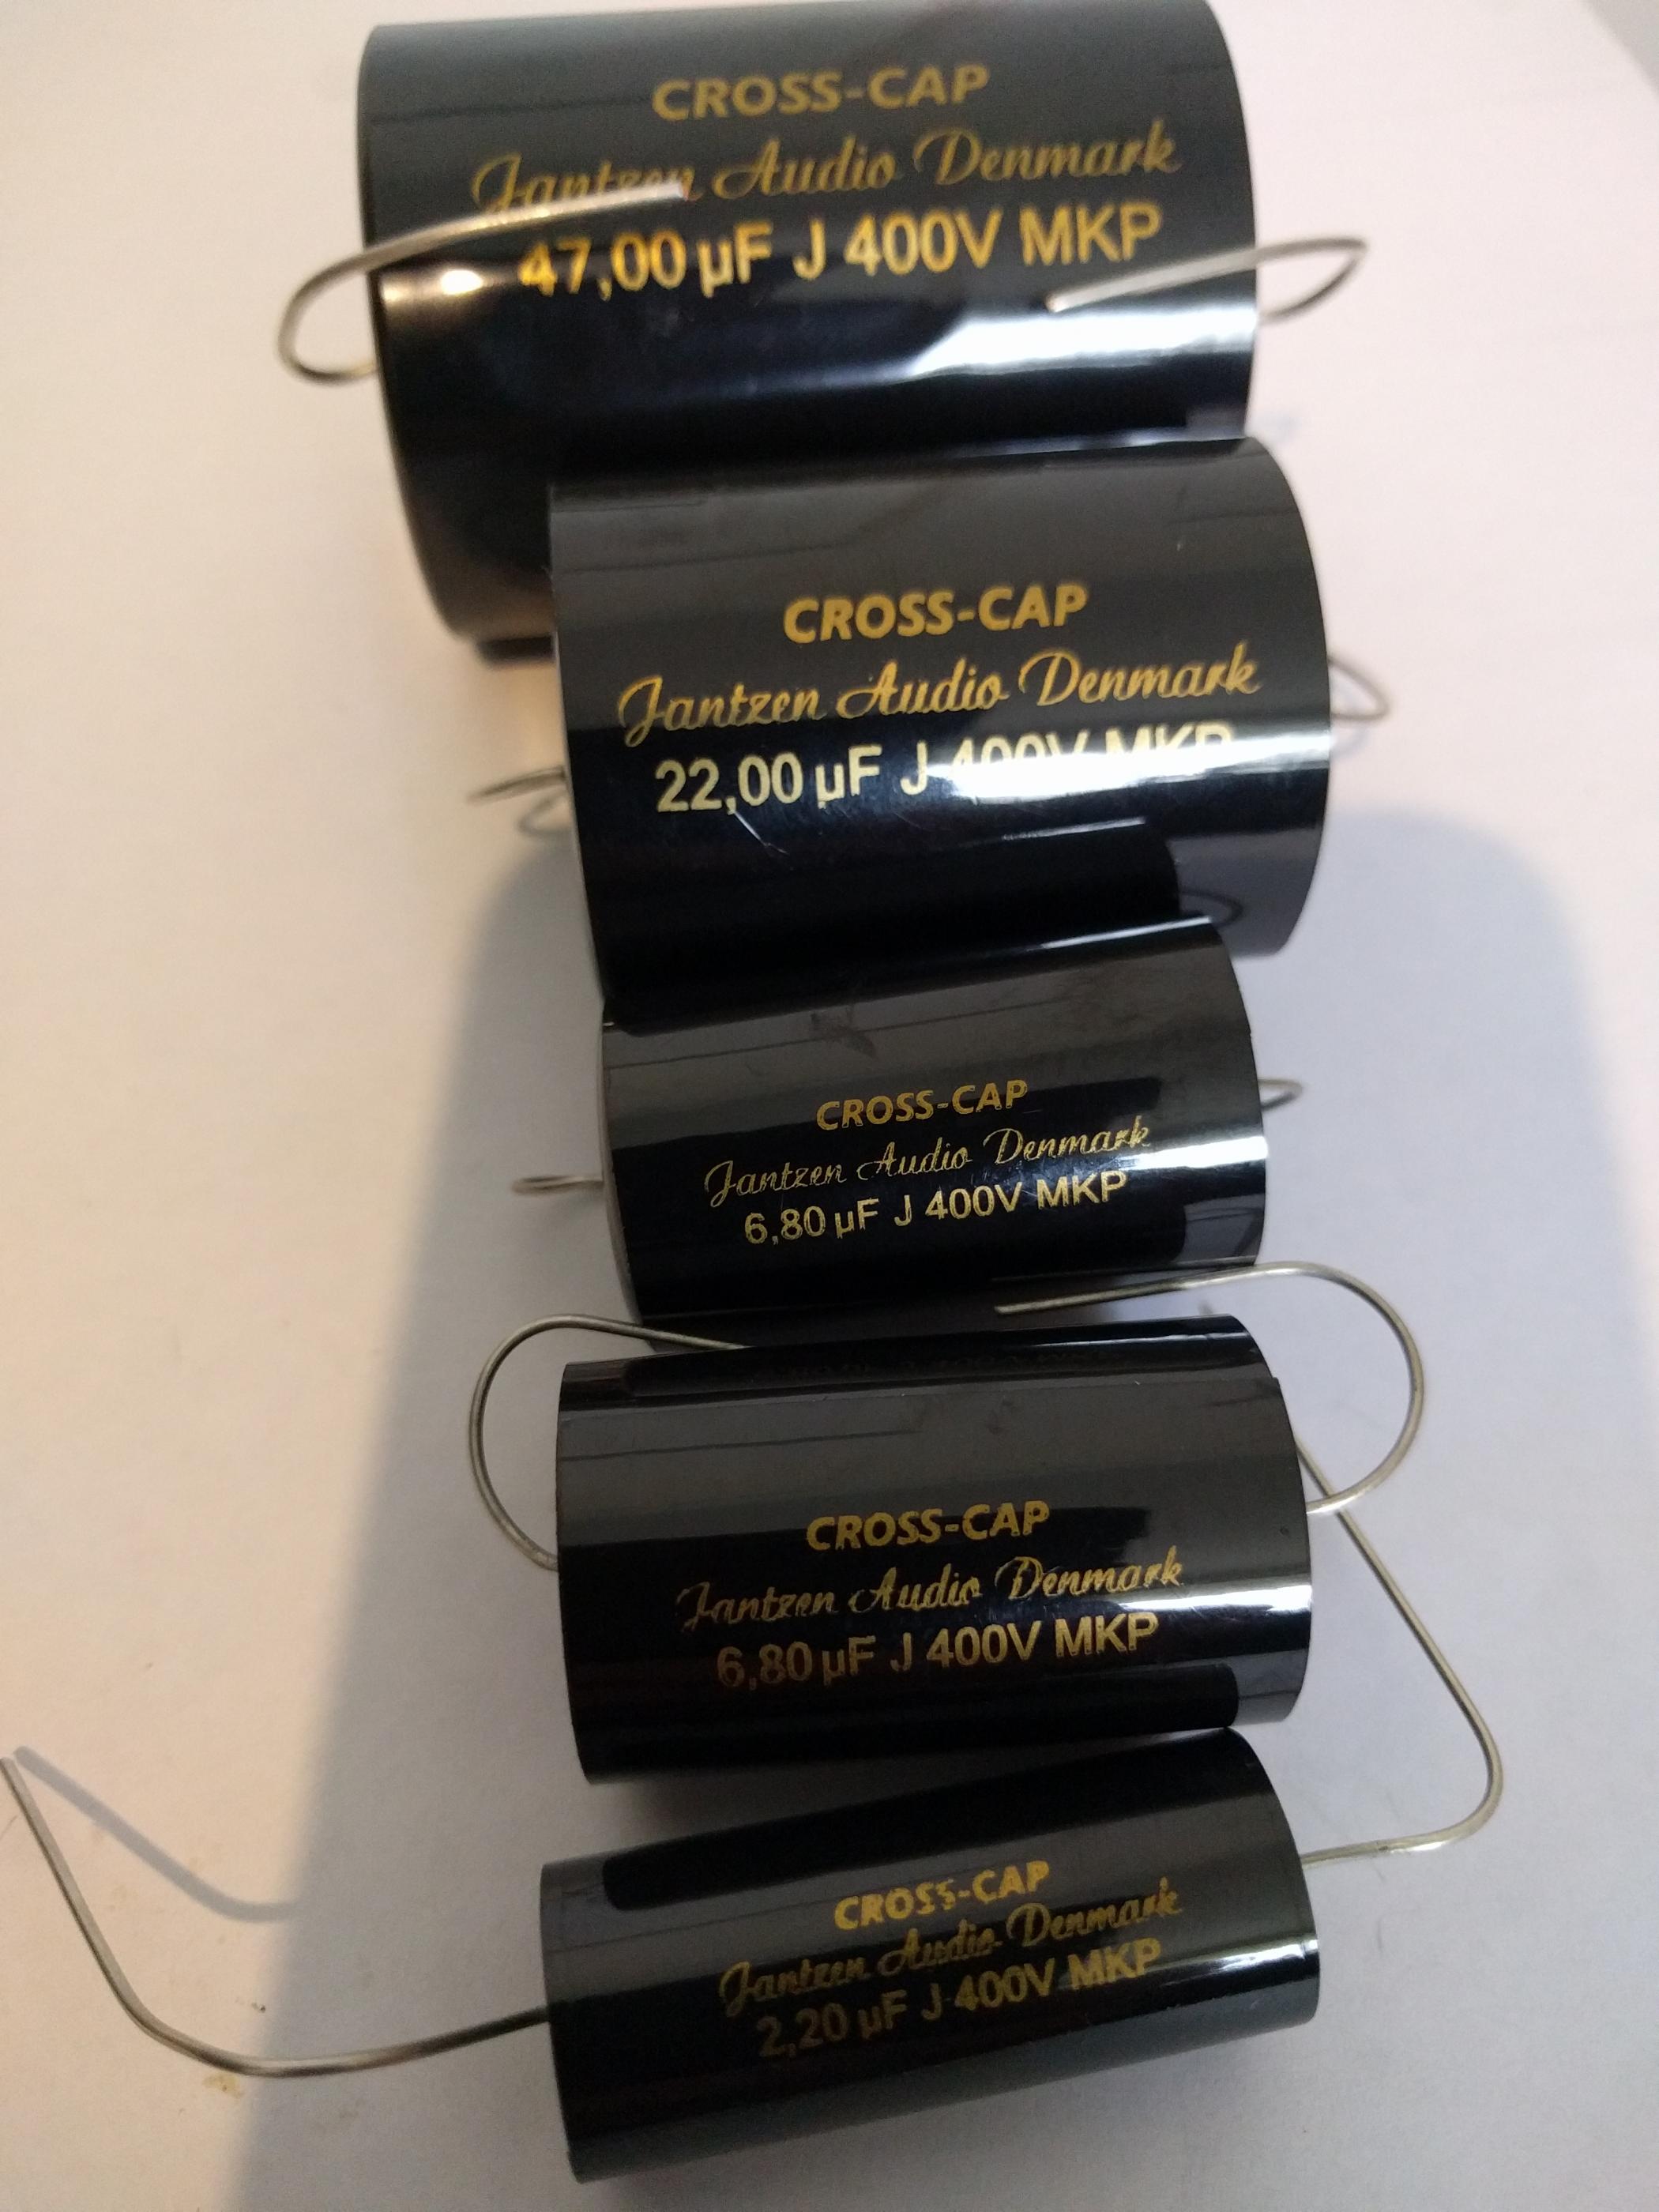 CROSS-CAP
Jantzen Audio Denmark
47,00 µF J 400V MKP
CROSS-CAP
Jantzen Audio Denmark
22,00 µF J 400V MKP
CROSS-CAP
Jantzen Audio Denmark
6,80 µF J 400V MKP
CROSS-CAP
Jantzen Audio Denmark
6,80 µF J 400V MKP
CROSS-CAP
Jantzen Audio Denmark
2,20 µF J 400V MKP